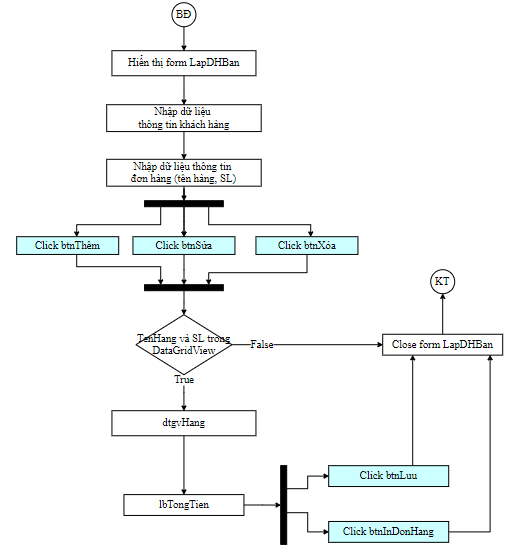 BĐ
Hiển thị form LapDHBan
Nhập dữ liệu
thông tin khách hàng
Nhập dữ liệu thông tin
đơn hàng (tên hàng, SL)
Click btnThêm
Click btnSửa
Click btnXóa
KT
TenHang và SL trong
DataGridView
False
Close form LapDHBan
True
dtgvHang
lbTongTien
Click btnLuu
Click btnInDonHang